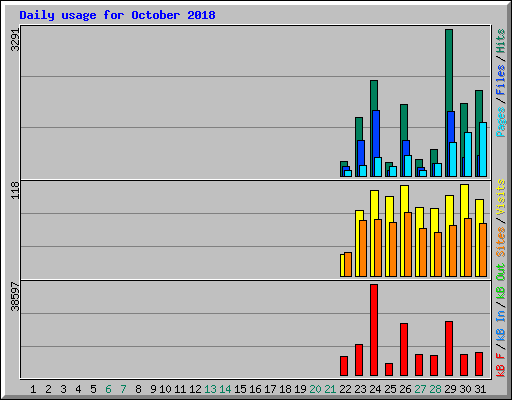 Daily usage for October 2018
3291
Pages / Files / Hits
118
Sites / Visits
38597
kB F / kB In / kB Out
1 2 3 4 5 6 7 8 9 10 11 12 13 14 15 16 17 18 19 20 21 22 23 24 25 26 27 28 29 30 31